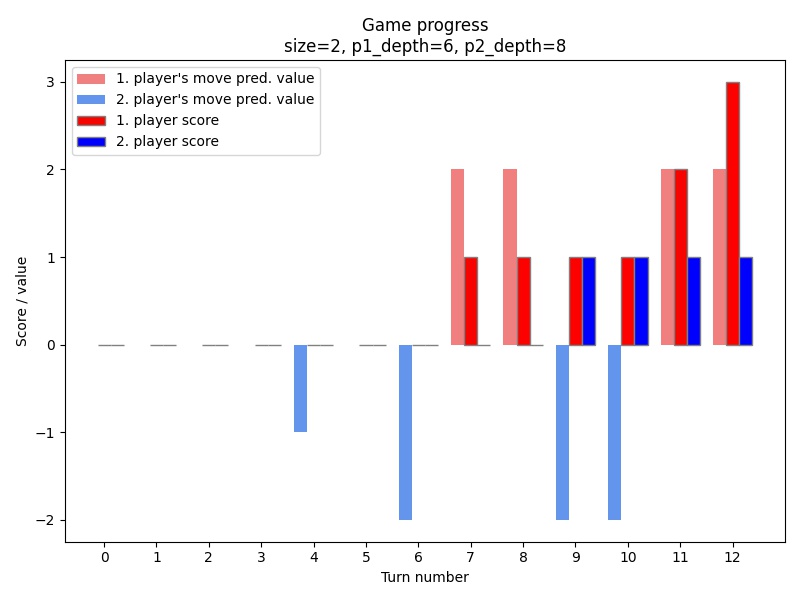 Game progress
size=2, p1_depth=6, p2_depth=8
1. player's move pred. value
2. player's move pred. value
1. player score
2. player score
Score / value
3
2
1
0
−1
−2
0 1 2 3 4 5 6 7 8 9 10 11 12
Turn number